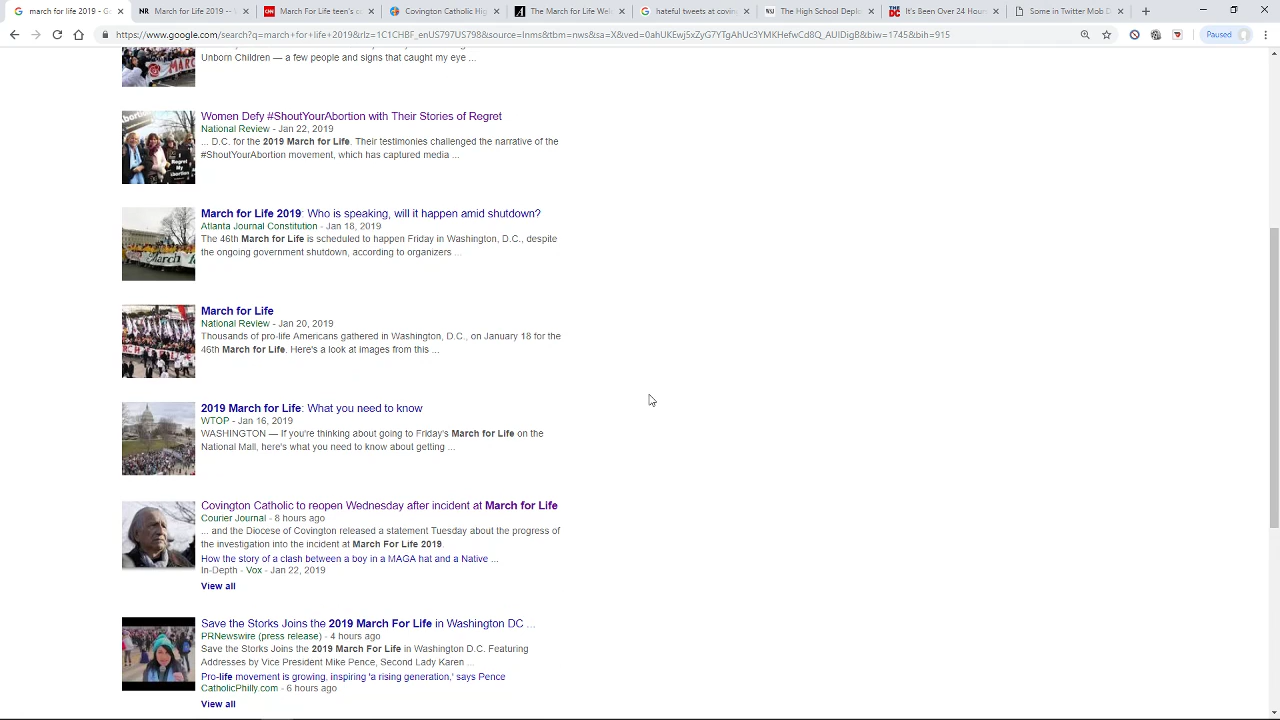 march for life 2019 - G
MAR 2019 –
CNN
March for Life teen's c
Covington Catholic Hig
The March for Life Wi
hateful tweets at coving
WSJ
The High School Deplo
THE DC
It's Been Over 24 Hours
Some in Twitter Mob D
https://www.google.com/search?q=march+for+life+2019&rlz=1C1CHBF_enUS797US798&source=lnms&tbm=nws&sa=X&
Paused
Unborn Children — a few people and signs that caught my eye ...
Women Defy #ShoutYourAbortion with Their Stories of Regret
National Review - Jan 22, 2019
... D.C. for the 2019 March for Life. Their testimonies challenged the narrative of the
#ShoutYourAbortion movement, which has captured media ...
Regret
My
Abortion
March for Life 2019: Who is speaking, will it happen amid shutdown?
Atlanta Journal Constitution - Jan 18, 2019
The 46th March for Life is scheduled to happen Friday in Washington, D.C., despite
the ongoing government shutdown, according to organizers ...
March
March for Life
National Review - Jan 20, 2019
Thousands of pro-life Americans gathered in Washington, D.C., on January 18 for the
46th March for Life. Here's a look at images from this ...
2019 March for Life: What you need to know
WTOP - Jan 16, 2019
WASHINGTON — If you're thinking about going to Friday's March for Life on the
National Mall, here's what you need to know about getting ...
Covington Catholic to reopen Wednesday after incident at March for Life
Courier Journal - 8 hours ago
... and the Diocese of Covington released a statement Tuesday about the progress of
the investigation into the incident at March For Life 2019.
How the story of a clash between a boy in a MAGA hat and a Native ...
In-Depth - Vox - Jan 22, 2019
View all
Save the Storks Joins the 2019 March For Life in Washington DC ...
PRNewswire (press release) - 4 hours ago
Save the Storks Joins the 2019 March For Life in Washington D.C. Featuring
Addresses by Vice President Mike Pence, Second Lady Karen ...
Pro-life movement is growing, inspiring 'a rising generation,' says Pence
CatholicPhilly.com - 6 hours ago
View all